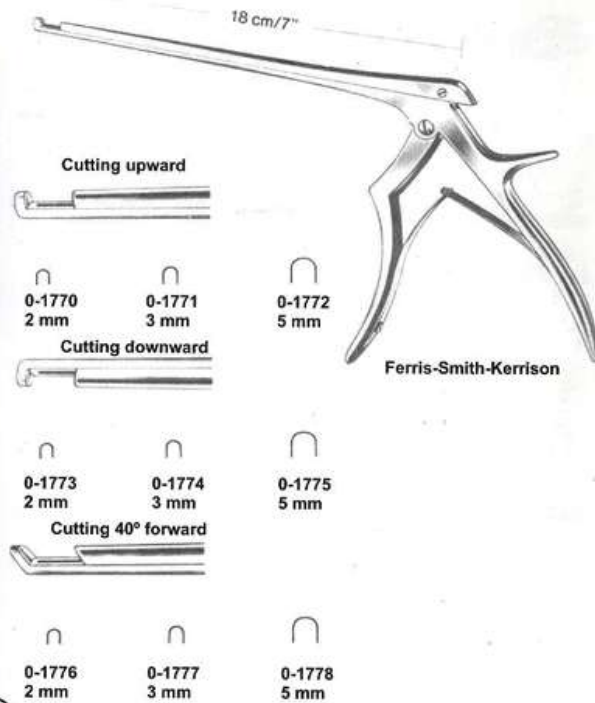 18 cm/7"
Cutting upward
0-1770 0-1771 0-1772
2 mm 3 mm 5 mm
Cutting downward
Ferris-Smith-Kerrison
0-1773 0-1774 0-1775
2 mm 3 mm 5 mm
Cutting 40º forward
0-1776 0-1777 0-1778
2 mm 3 mm 5 mm